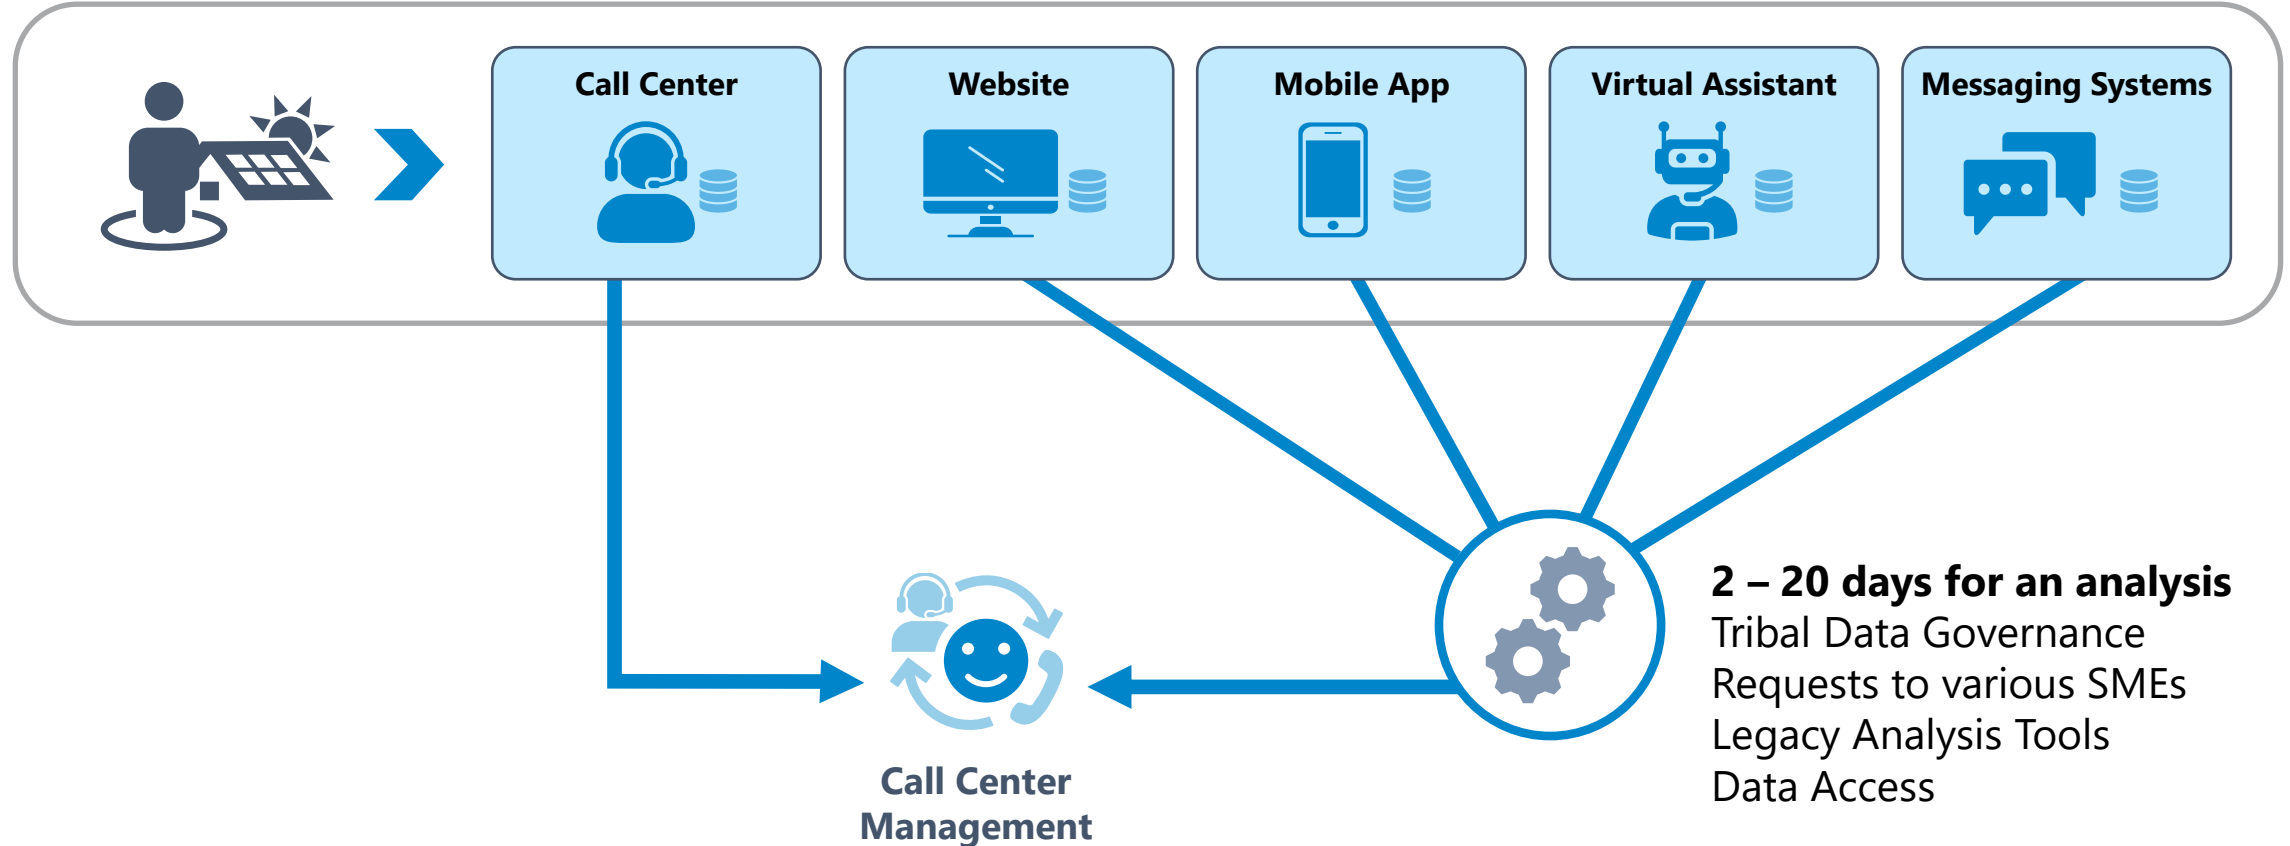 Call Center
Website
Mobile App
Virtual Assistant
Messaging Systems
2 – 20 days for an analysis
Tribal Data Governance
Requests to various SMEs
Legacy Analysis Tools
Data Access
Call Center
Management